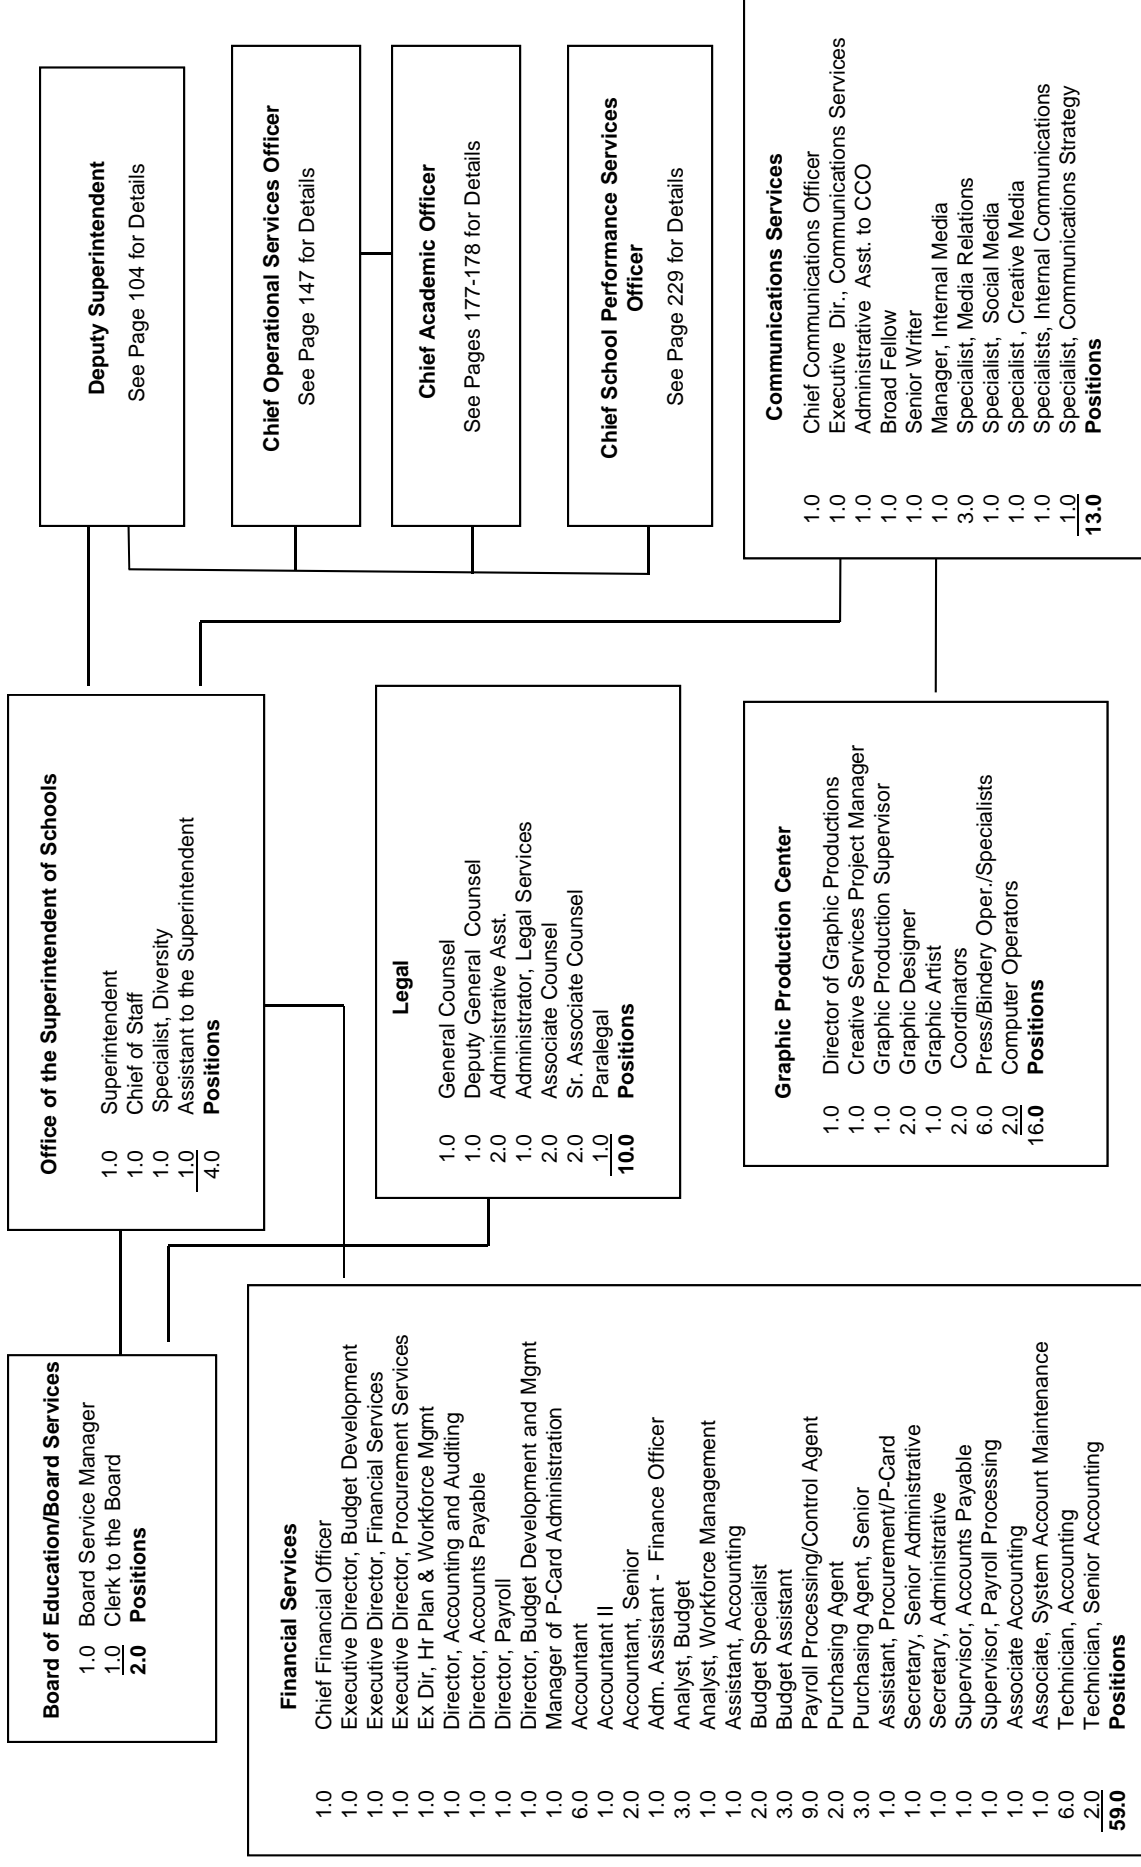 Board of Education/Board Services
1.0 Board Service Manager
1.0 Clerk to the Board
2.0 Positions
Office of the Superintendent of Schools
1.0 Superintendent
1.0 Chief of Staff
1.0 Specialist, Diversity
1.0 Assistant to the Superintendent
4.0 Positions
Deputy Superintendent
See Page 104 for Details
Chief Operational Services Officer
See Page 147 for Details
Chief Academic Officer
See Pages 177-178 for Details
Chief School Performance Services
Officer
See Page 229 for Details
Financial Services
1.0 Chief Financial Officer
1.0 Executive Director, Budget Development
1.0 Executive Director, Financial Services
1.0 Executive Director, Procurement Services
1.0 Ex Dir, Hr Plan & Workforce Mgmt
1.0 Director, Accounting and Auditing
1.0 Director, Accounts Payable
1.0 Director, Payroll
1.0 Director, Budget Development and Mgmt
1.0 Manager of P-Card Administration
6.0 Accountant
1.0 Accountant II
2.0 Accountant, Senior
1.0 Adm. Assistant - Finance Officer
3.0 Analyst, Budget
1.0 Analyst, Workforce Management
1.0 Assistant, Accounting
2.0 Budget Specialist
3.0 Budget Assistant
9.0 Payroll Processing/Control Agent
2.0 Purchasing Agent
3.0 Purchasing Agent, Senior
1.0 Assistant, Procurement/P-Card
1.0 Secretary, Senior Administrative
1.0 Secretary, Administrative
1.0 Supervisor, Accounts Payable
1.0 Supervisor, Payroll Processing
1.0 Associate Accounting
1.0 Associate, System Account Maintenance
6.0 Technician, Accounting
2.0 Technician, Senior Accounting
59.0 Positions
Legal
1.0 General Counsel
1.0 Deputy General Counsel
2.0 Administrative Asst.
1.0 Administrator, Legal Services
2.0 Associate Counsel
2.0 Sr. Associate Counsel
1.0 Paralegal
10.0 Positions
Graphic Production Center
1.0 Director of Graphic Productions
1.0 Creative Services Project Manager
1.0 Graphic Production Supervisor
2.0 Graphic Designer
1.0 Graphic Artist
2.0 Coordinators
6.0 Press/Bindery Oper./Specialists
2.0 Computer Operators
16.0 Positions
Communications Services
1.0 Chief Communications Officer
1.0 Executive Dir., Communications Services
1.0 Administrative Asst. to CCO
1.0 Broad Fellow
1.0 Senior Writer
1.0 Manager, Internal Media
3.0 Specialist, Media Relations
1.0 Specialist, Social Media
1.0 Specialist , Creative Media
1.0 Specialists, Internal Communications
1.0 Specialist, Communications Strategy
13.0 Positions